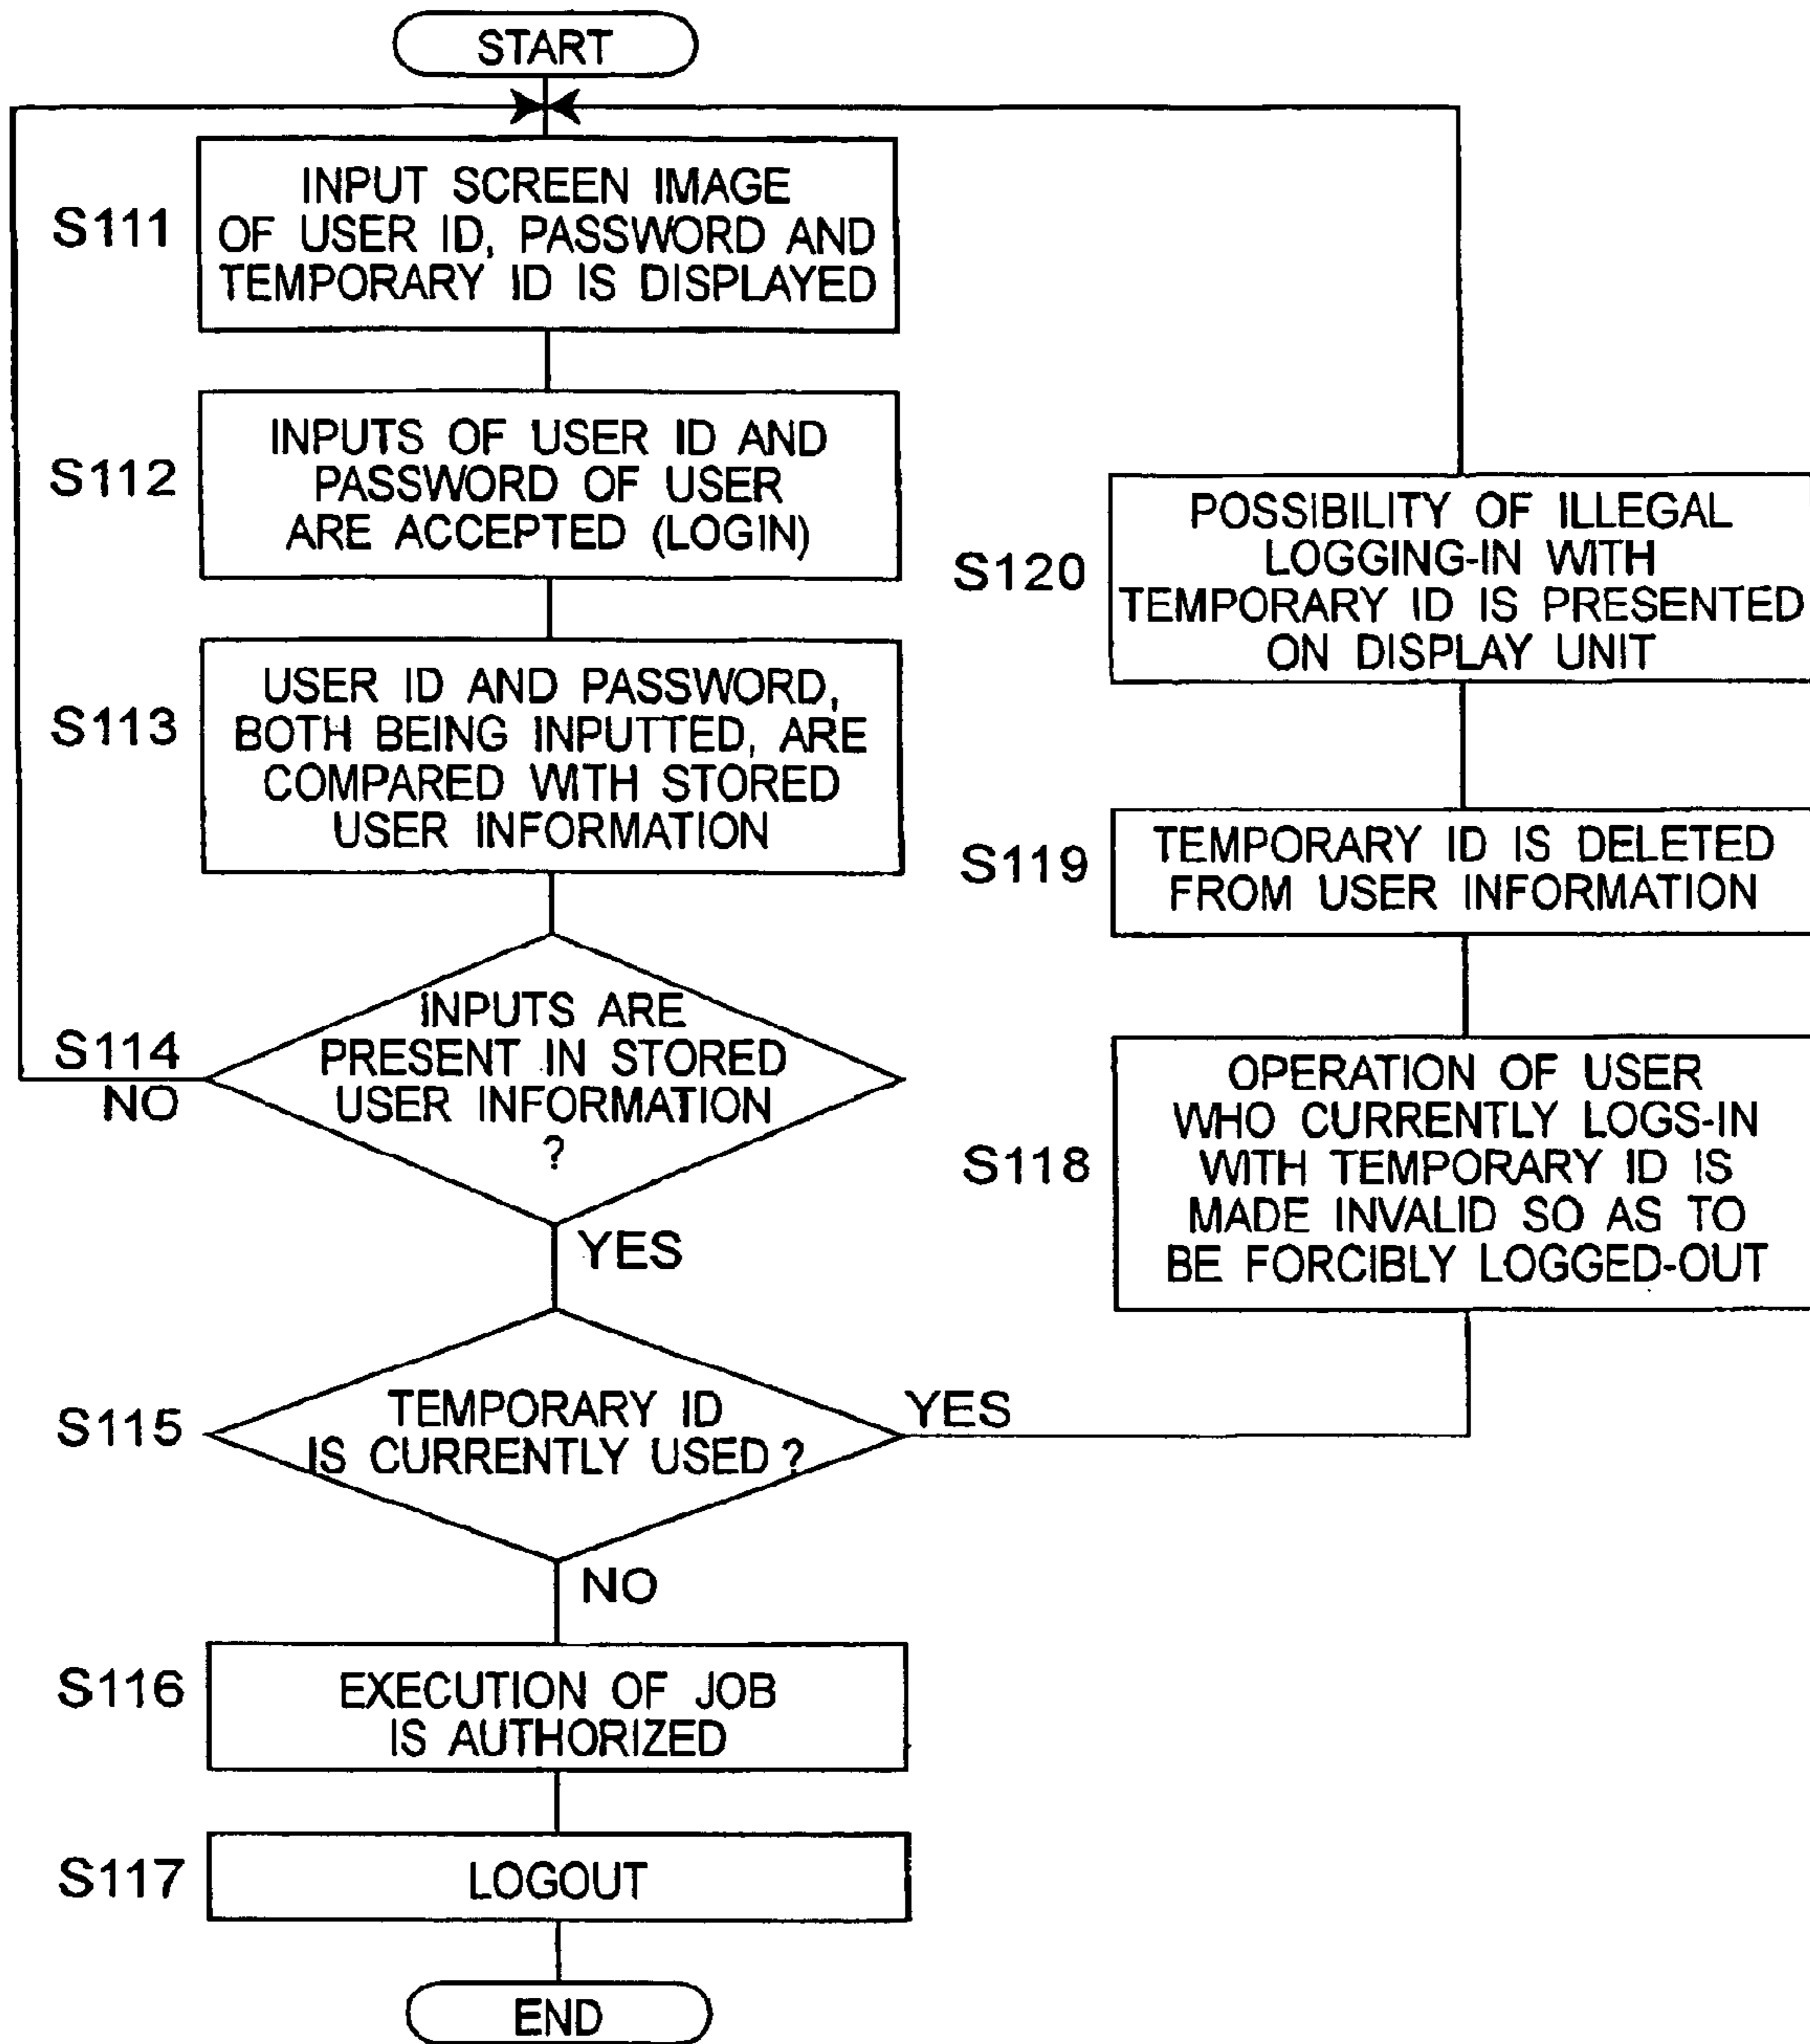 START
S111
INPUT SCREEN IMAGE
OF USER ID, PASSWORD AND
TEMPORARY ID IS DISPLAYED
S112
INPUTS OF USER ID AND
PASSWORD OF USER
ARE ACCEPTED (LOGIN)
S113
USER ID AND PASSWORD,
BOTH BEING INPUTTED, ARE
COMPARED WITH STORED
USER INFORMATION
S114
NO
INPUTS ARE
PRESENT IN STORED
USER INFORMATION
?
YES
S115
TEMPORARY ID
IS CURRENTLY USED ?
YES
NO
S116
EXECUTION OF JOB
IS AUTHORIZED
S117
LOGOUT
END
S120
POSSIBILITY OF ILLEGAL
LOGGING-IN WITH
TEMPORARY ID IS PRESENTED
ON DISPLAY UNIT
S119
TEMPORARY ID IS DELETED
FROM USER INFORMATION
S118
OPERATION OF USER
WHO CURRENTLY LOGS-IN
WITH TEMPORARY ID IS
MADE INVALID SO AS TO
BE FORCIBLY LOGGED-OUT